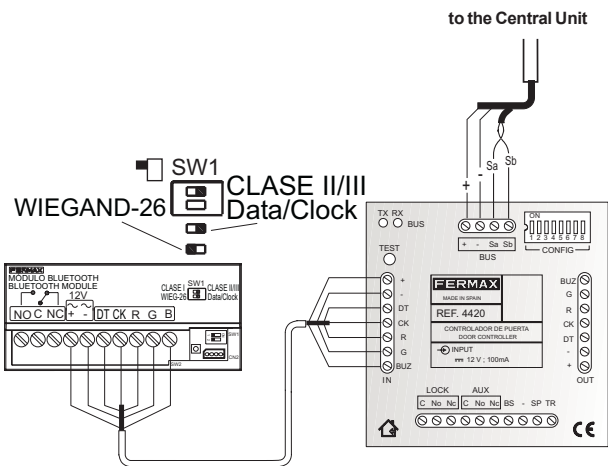 to the Central Unit
+ - Sa Sb
SW1
CLASE II/III
WIEGAND-26 Data/Clock
FERMAX
MODULO BLUETOOTH
BLUETOOTH MODULE
12V
NO C NC + - DT CK R G B
CLASE I SW1 CLASE II/III
WIEG-26 Data/Clock
SW1
CN2
SW2
TX RX
BUS
TEST
+ - Sa Sb
BUS
ON
1 2 3 4 5 6 7 8
CONFIG
+
-
DT
CK
R
G
BUZ
IN
FERMAX
MADE IN SPAIN
REF. 4420
CONTROLADOR DE PUERTA
DOOR CONTROLLER
INPUT
12 V ; 100mA
BUZ
G
R
CK
DT
-
+
OUT
LOCK AUX
C No Nc C No Nc BS - SP TR
CE